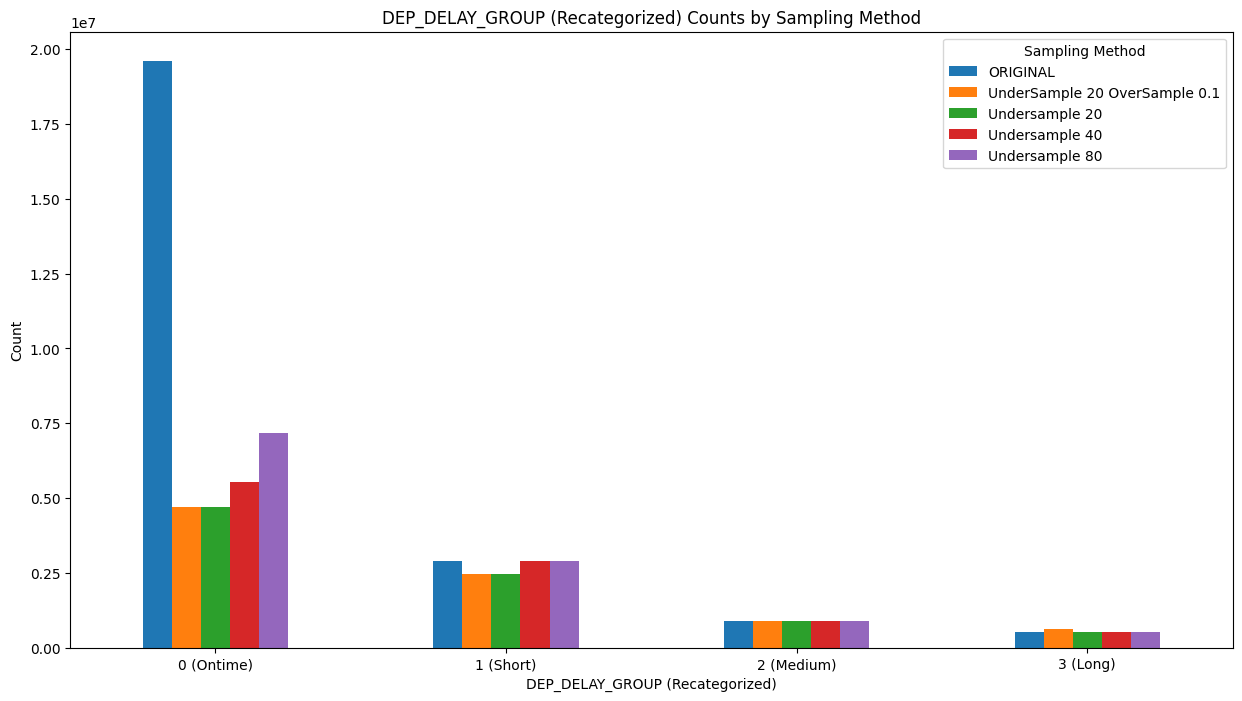 DEP_DELAY_GROUP (Recategorized) Counts by Sampling Method
1e7
2.00
1.75
1.50
1.25
1.00
0.75
0.50
0.25
0.00
Count
Sampling Method
ORIGINAL
UnderSample 20 OverSample 0.1
Undersample 20
Undersample 40
Undersample 80
0 (Ontime)
1 (Short)
2 (Medium)
3 (Long)
DEP_DELAY_GROUP (Recategorized)